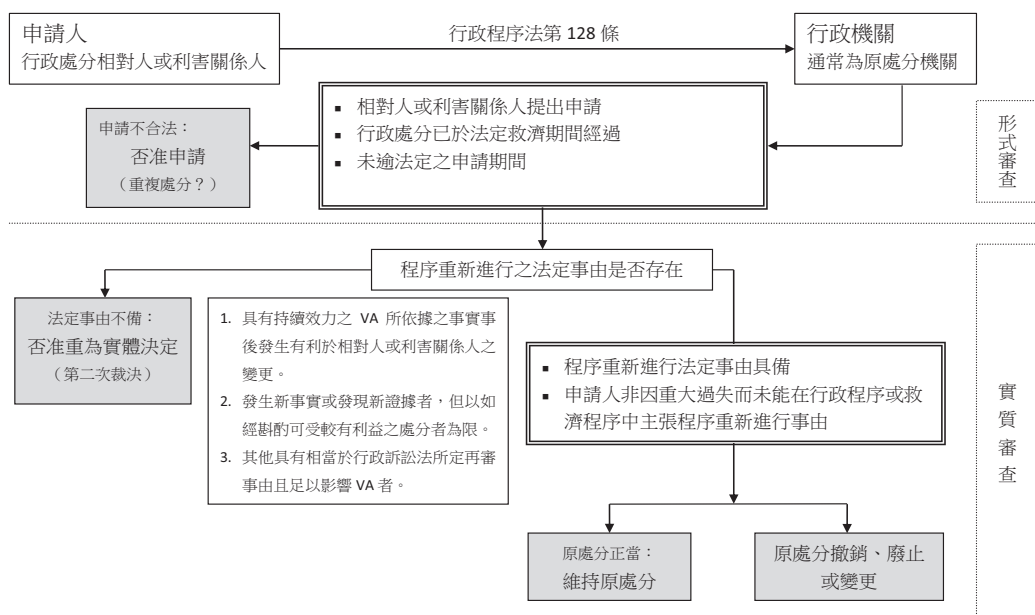 申請人
行政處分相對人或利害關係人
行政程序法第 128 條
行政機關
通常為原處分機關
▪ 相對人或利害關係人提出申請
▪ 行政處分已於法定救濟期間經過
▪ 未逾法定之申請期間
申請不合法：
否准申請
（重複處分？）
形式審查
程序重新進行之法定事由是否存在
法定事由不備：
否准重為實體決定
（第二次裁決）
1. 具有持續效力之 VA 所依據之事實事
後發生有利於相對人或利害關係人之
變更。
2. 發生新事實或發現新證據者，但以如
經斟酌可受較有利益之處分者為限。
3. 其他具有相當於行政訴訟法所定再審
事由且足以影響 VA 者。
▪ 程序重新進行法定事由具備
▪ 申請人非因重大過失而未能在行政程序或救
濟程序中主張程序重新進行事由
實質審查
原處分正當：
維持原處分
原處分撤銷、廢止
或變更